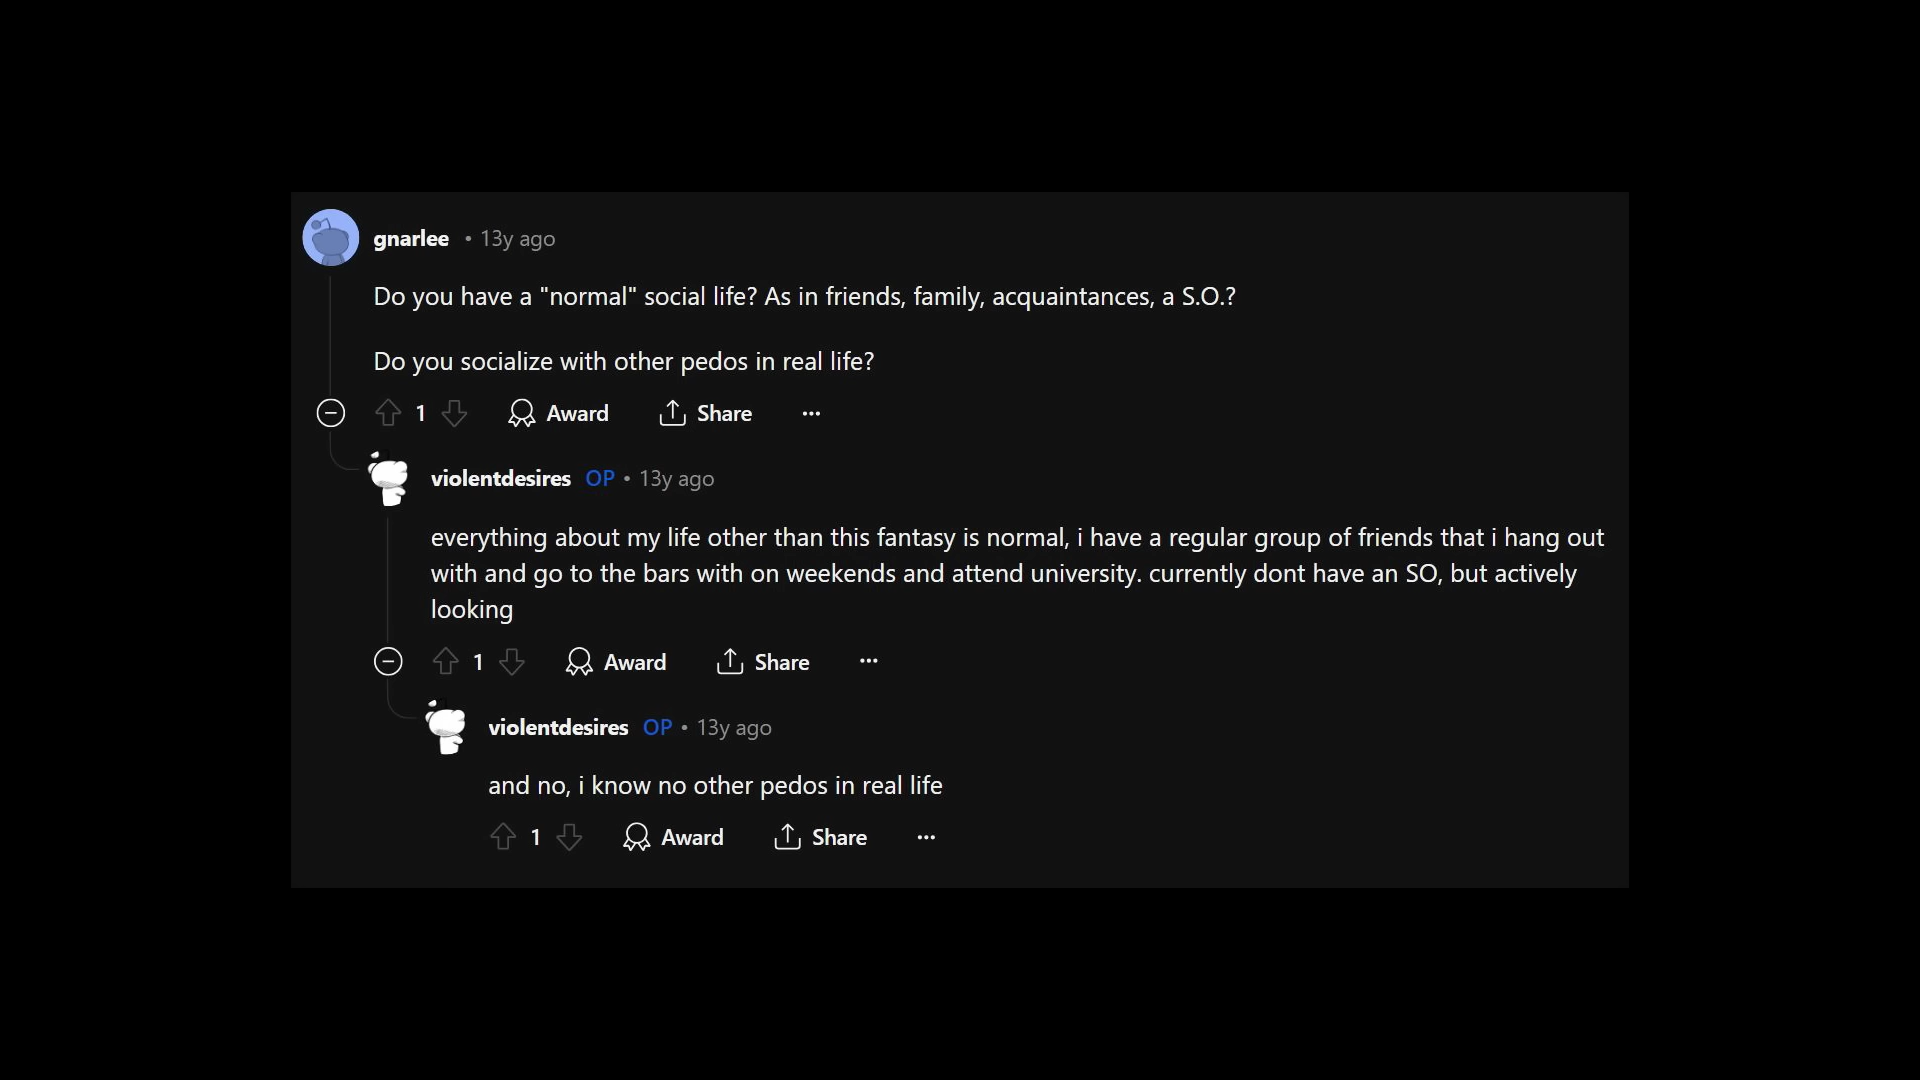 gnarlee • 13y ago
Do you have a "normal" social life? As in friends, family, acquaintances, a S.O.?
Do you socialize with other pedos in real life?
1 Award Share ...
violentdesires OP • 13y ago
everything about my life other than this fantasy is normal, i have a regular group of friends that i hang out
with and go to the bars with on weekends and attend university. currently dont have an SO, but actively
looking
1 Award Share ...
violentdesires OP • 13y ago
and no, i know no other pedos in real life
1 Award Share ...